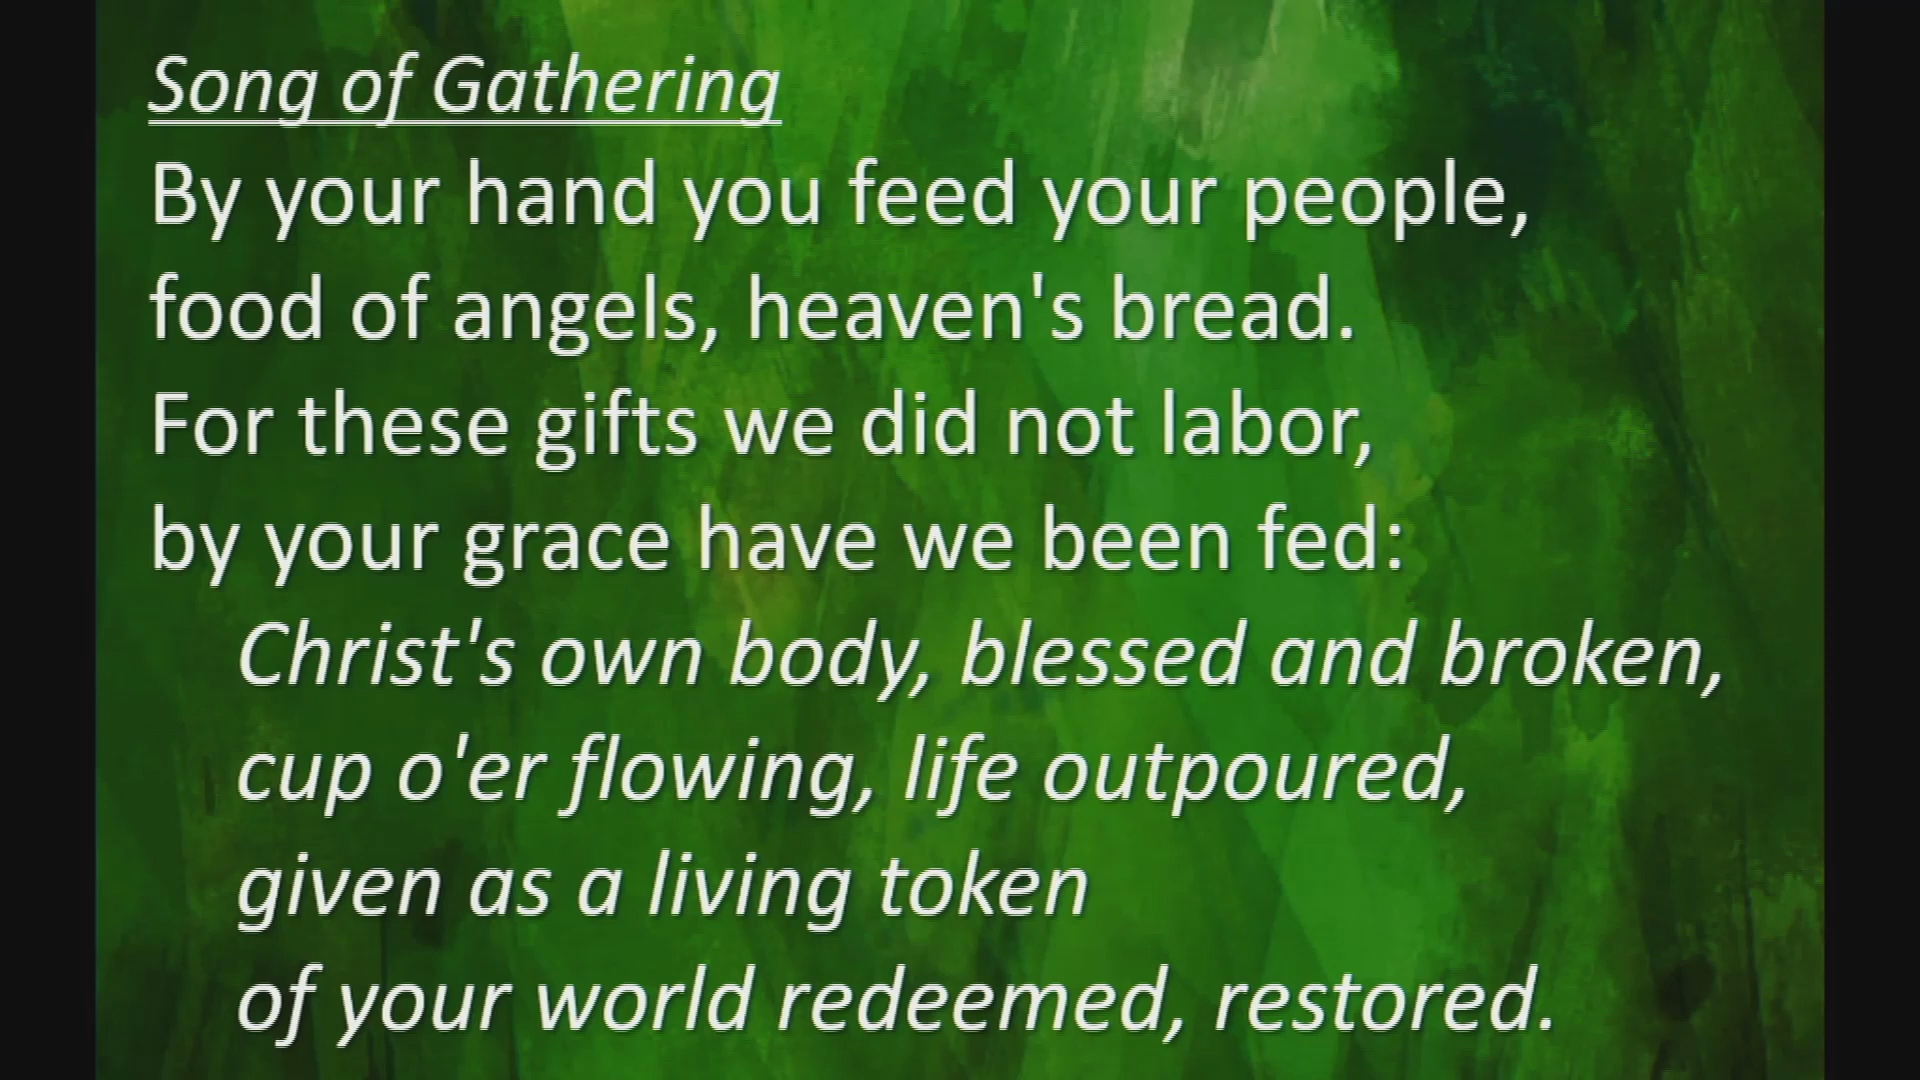 Song of Gathering
By your hand you feed your people,
food of angels, heaven's bread.
For these gifts we did not labor,
by your grace have we been fed:
Christ's own body, blessed and broken,
cup o'er flowing, life outpoured,
given as a living token
of your world redeemed, restored.